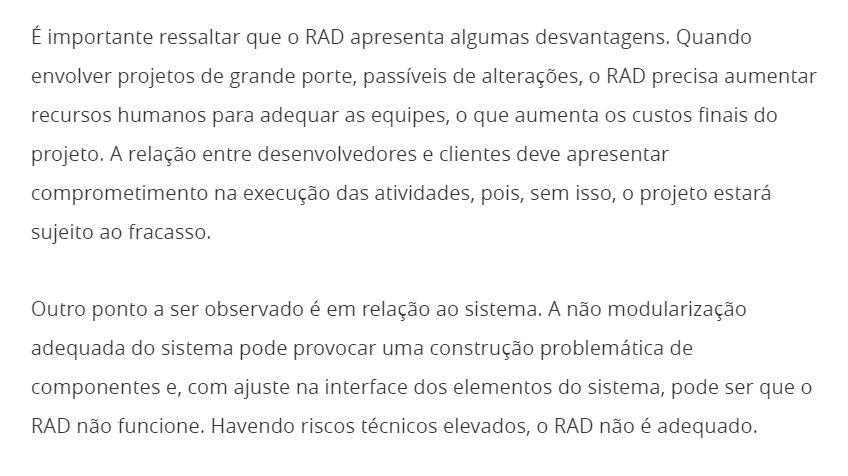 É importante ressaltar que o RAD apresenta algumas desvantagens. Quando
envolver projetos de grande porte, passíveis de alterações, o RAD precisa aumentar
recursos humanos para adequar as equipes, o que aumenta os custos finais do
projeto. A relação entre desenvolvedores e clientes deve apresentar
comprometimento na execução das atividades, pois, sem isso, o projeto estará
sujeito ao fracasso.
Outro ponto a ser observado é em relação ao sistema. A não modularização
adequada do sistema pode provocar uma construção problemática de
componentes e, com ajuste na interface dos elementos do sistema, pode ser que o
RAD não funcione. Havendo riscos técnicos elevados, o RAD não é adequado.